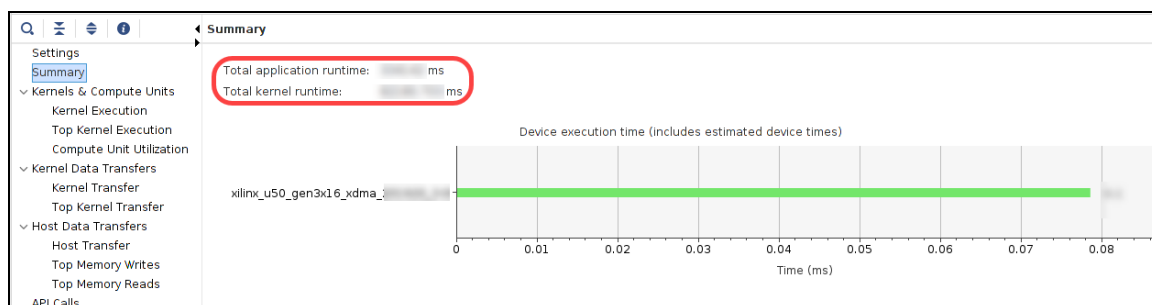 Summary
Settings
Summary
Kernels & Compute Units
Kernel Execution
Top Kernel Execution
Compute Unit Utilization
Kernel Data Transfers
Kernel Transfer
Top Kernel Transfer
Host Data Transfers
Host Transfer
Top Memory Writes
Top Memory Reads
API Calls
Total application runtime: ms
Total kernel runtime: ms
Device execution time (includes estimated device times)
xilinx_u50_gen3x16_xdma_
0 0.01 0.02 0.03 0.04 0.05 0.06 0.07 0.08
Time (ms)